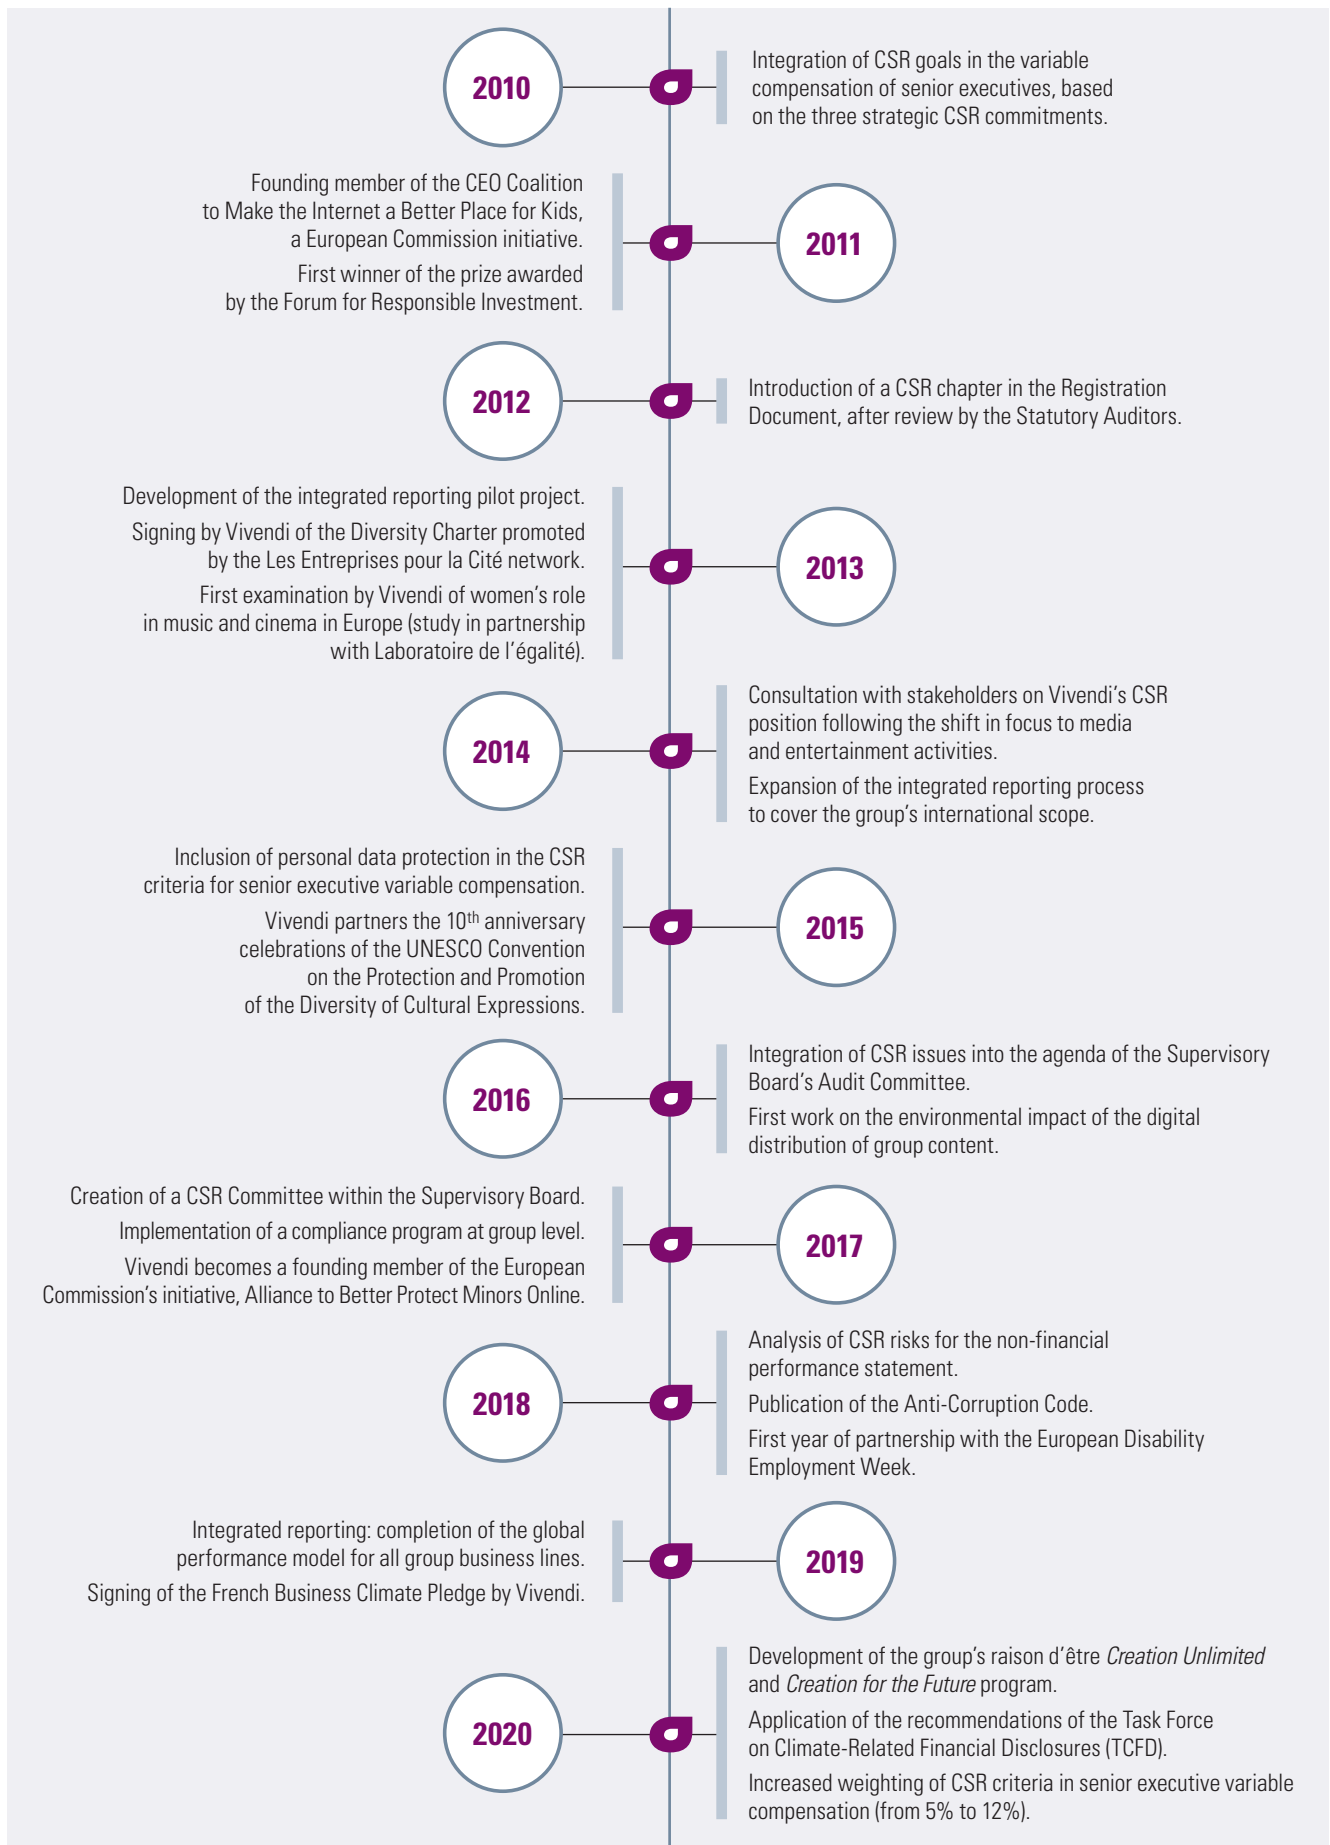 2010
Integration of CSR goals in the variable
compensation of senior executives, based
on the three strategic CSR commitments.
Founding member of the CEO Coalition
to Make the Internet a Better Place for Kids,
a European Commission initiative.
First winner of the prize awarded
by the Forum for Responsible Investment.
2011
2012
Introduction of a CSR chapter in the Registration
Document, after review by the Statutory Auditors.
Development of the integrated reporting pilot project.
Signing by Vivendi of the Diversity Charter promoted
by the Les Entreprises pour la Cité network.
First examination by Vivendi of women’s role
in music and cinema in Europe (study in partnership
with Laboratoire de l’égalité).
2013
2014
Consultation with stakeholders on Vivendi’s CSR
position following the shift in focus to media
and entertainment activities.
Expansion of the integrated reporting process
to cover the group’s international scope.
Inclusion of personal data protection in the CSR
criteria for senior executive variable compensation.
Vivendi partners the 10th anniversary
celebrations of the UNESCO Convention
on the Protection and Promotion
of the Diversity of Cultural Expressions.
2015
2016
Integration of CSR issues into the agenda of the Supervisory
Board’s Audit Committee.
First work on the environmental impact of the digital
distribution of group content.
Creation of a CSR Committee within the Supervisory Board.
Implementation of a compliance program at group level.
Vivendi becomes a founding member of the European
Commission’s initiative, Alliance to Better Protect Minors Online.
2017
2018
Analysis of CSR risks for the non-financial
performance statement.
Publication of the Anti-Corruption Code.
First year of partnership with the European Disability
Employment Week.
Integrated reporting: completion of the global
performance model for all group business lines.
Signing of the French Business Climate Pledge by Vivendi.
2019
2020
Development of the group’s raison d’être Creation Unlimited
and Creation for the Future program.
Application of the recommendations of the Task Force
on Climate-Related Financial Disclosures (TCFD).
Increased weighting of CSR criteria in senior executive variable
compensation (from 5% to 12%).